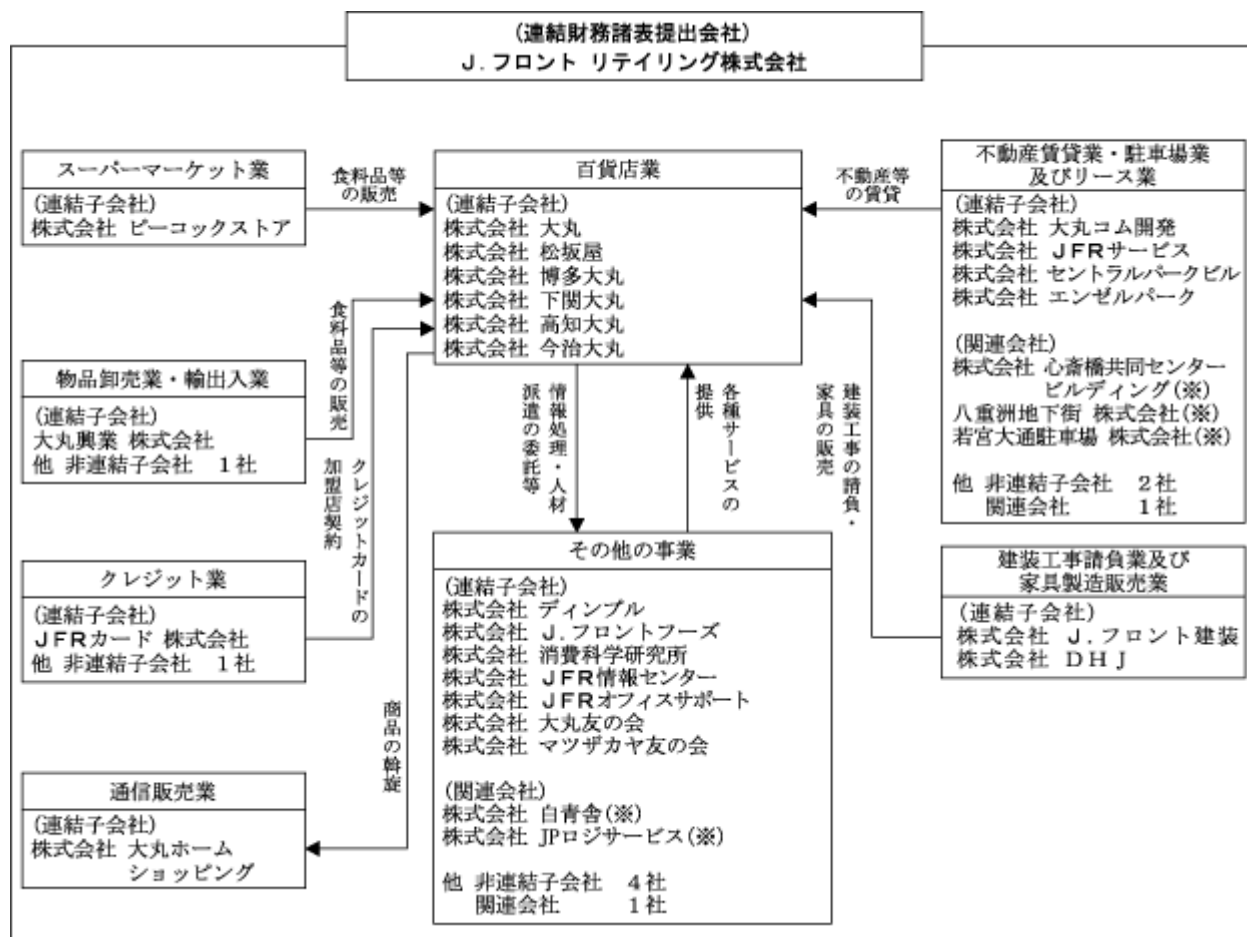 (連結財務諸表提出会社)
J.フロント リテイリング株式会社
スーパーマーケット業
(連結子会社)
株式会社 ピーコックストア
食料品等
の販売
百貨店業
(連結子会社)
株式会社 大丸
株式会社 松坂屋
株式会社 博多大丸
株式会社 下関大丸
株式会社 高知大丸
株式会社 今治大丸
不動産等
の賃貸
不動産賃貸業・駐車場業
及びリース業
(連結子会社)
株式会社 大丸コム開発
株式会社 JFRサービス
株式会社 セントラルパークビル
株式会社 エンゼルパーク
(関連会社)
株式会社 心斎橋共同センター
ビルディング(※)
八重洲地下街 株式会社(※)
若宮大通駐車場 株式会社(※)
他 非連結子会社 2社
関連会社 1社
物品卸売業・輸出入業
(連結子会社)
大丸興業 株式会社
他 非連結子会社 1社
食料品等の販売
クレジットカードの
加盟店契約
情報処理・人材
派遣の委託等
各種サービスの
提供
建装工事の請負・
家具の販売
クレジット業
(連結子会社)
JFRカード 株式会社
他 非連結子会社 1社
その他の事業
(連結子会社)
株式会社 ディンプル
株式会社 J.フロントフーズ
株式会社 消費科学研究所
株式会社 JFR情報センター
株式会社 JFRオフィスサポート
株式会社 大丸友の会
株式会社 マツザカヤ友の会
(関連会社)
株式会社 白青舎(※)
株式会社 JPロジサービス(※)
他 非連結子会社 4社
関連会社 1社
建装工事請負業及び
家具製造販売業
(連結子会社)
株式会社 J.フロント建装
株式会社 DHJ
商品の斡旋
通信販売業
(連結子会社)
株式会社 大丸ホーム
ショッピング